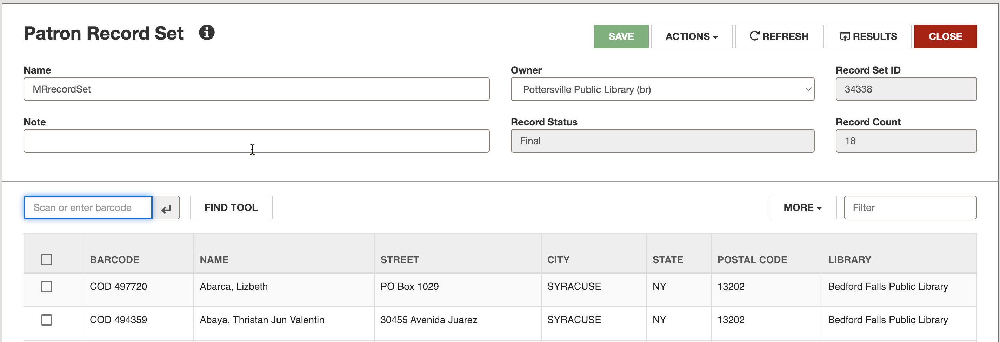 Patron Record Set
SAVE
ACTIONS
REFRESH
RESULTS
CLOSE
Name
Owner
Record Set ID
MRrecordSet
Pottersville Public Library (br)
34338
Note
Record Status
Record Count
Final
18
Scan or enter barcode
FIND TOOL
MORE
Filter
BARCODE NAME STREET CITY STATE POSTAL CODE LIBRARY
COD 497720 Abarca, Lizbeth PO Box 1029 SYRACUSE NY 13202 Bedford Falls Public Library
COD 494359 Abaya, Thristan Jun Valentin 30455 Avenida Juarez SYRACUSE NY 13202 Bedford Falls Public Library